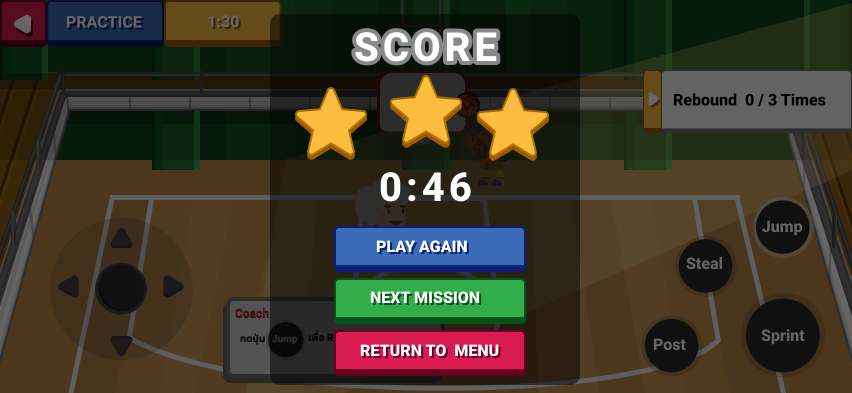 PRACTICE
1:30
SCORE
Rebound 0 / 3 Times
0:46
PLAY AGAIN
NEXT MISSION
RETURN TO MENU
Jump
Steal
Sprint
Post
Coach
กดปุ่ม Jump เพื่อ R